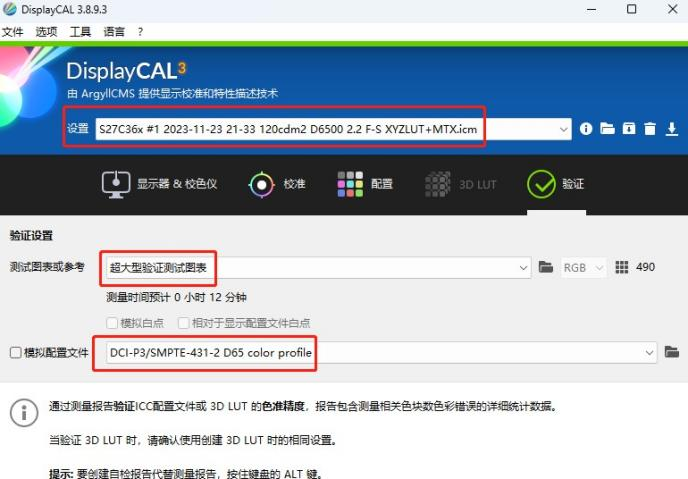 DisplayCAL 3.8.9.3
文件 选项 工具 语言 ?
DisplayCAL3
由 ArgyllCMS 提供显示校准和特性描述技术
设置 S27C36x #1 2023-11-23 21-33 120cdm2 D6500 2.2 F-S XYZLUT+MTX.icm
显示器 & 校色仪 校准 配置 3D LUT 验证
验证设置
测试图表或参考 超大型验证测试图表 RGB 490
测量时间预计 0 小时 12 分钟
模拟白点 相对于显示配置文件白点
模拟配置文件 DCI-P3/SMPTE-431-2 D65 color profile
通过测量报告验证ICC配置文件或 3D LUT 的色准精度，报告包含测量相关色块数色彩错误的详细统计数据。
当验证 3D LUT 时，请确认使用创建 3D LUT 时的相同设置。
提示: 要创建自检报告代替测量报告，按住键盘的 ALT 键。